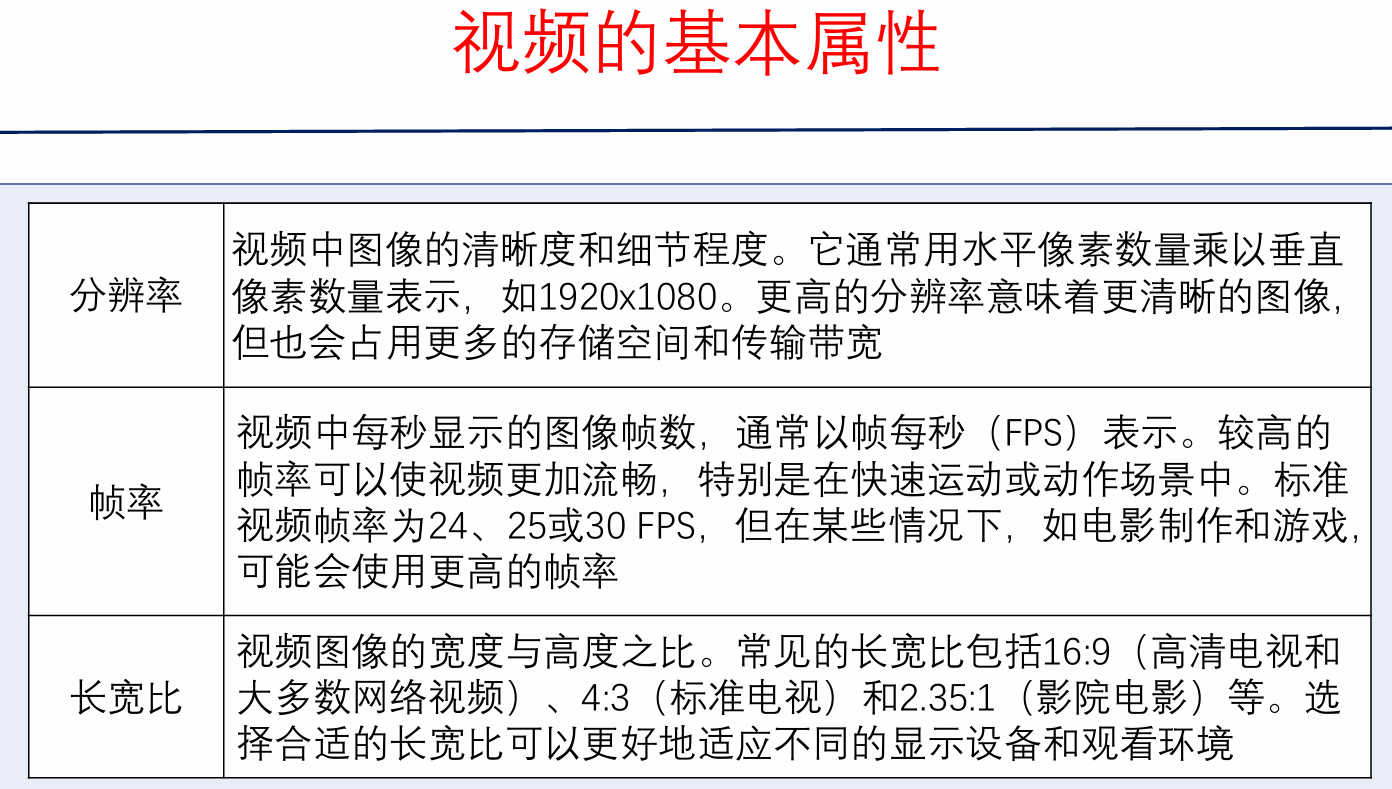 视频的基本属性
分辨率
视频中图像的清晰度和细节程度。它通常用水平像素数量乘以垂直
像素数量表示，如1920x1080。更高的分辨率意味着更清晰的图像，
但也会占用更多的存储空间和传输带宽
帧率
视频中每秒显示的图像帧数，通常以帧每秒（FPS）表示。较高的
帧率可以使视频更加流畅，特别是在快速运动或动作场景中。标准
视频帧率为24、25或30 FPS，但在某些情况下，如电影制作和游戏，
可能会使用更高的帧率
长宽比
视频图像的宽度与高度之比。常见的长宽比包括16:9（高清电视和
大多数网络视频）、4:3（标准电视）和2.35:1（影院电影）等。选
择合适的长宽比可以更好地适应不同的显示设备和观看环境